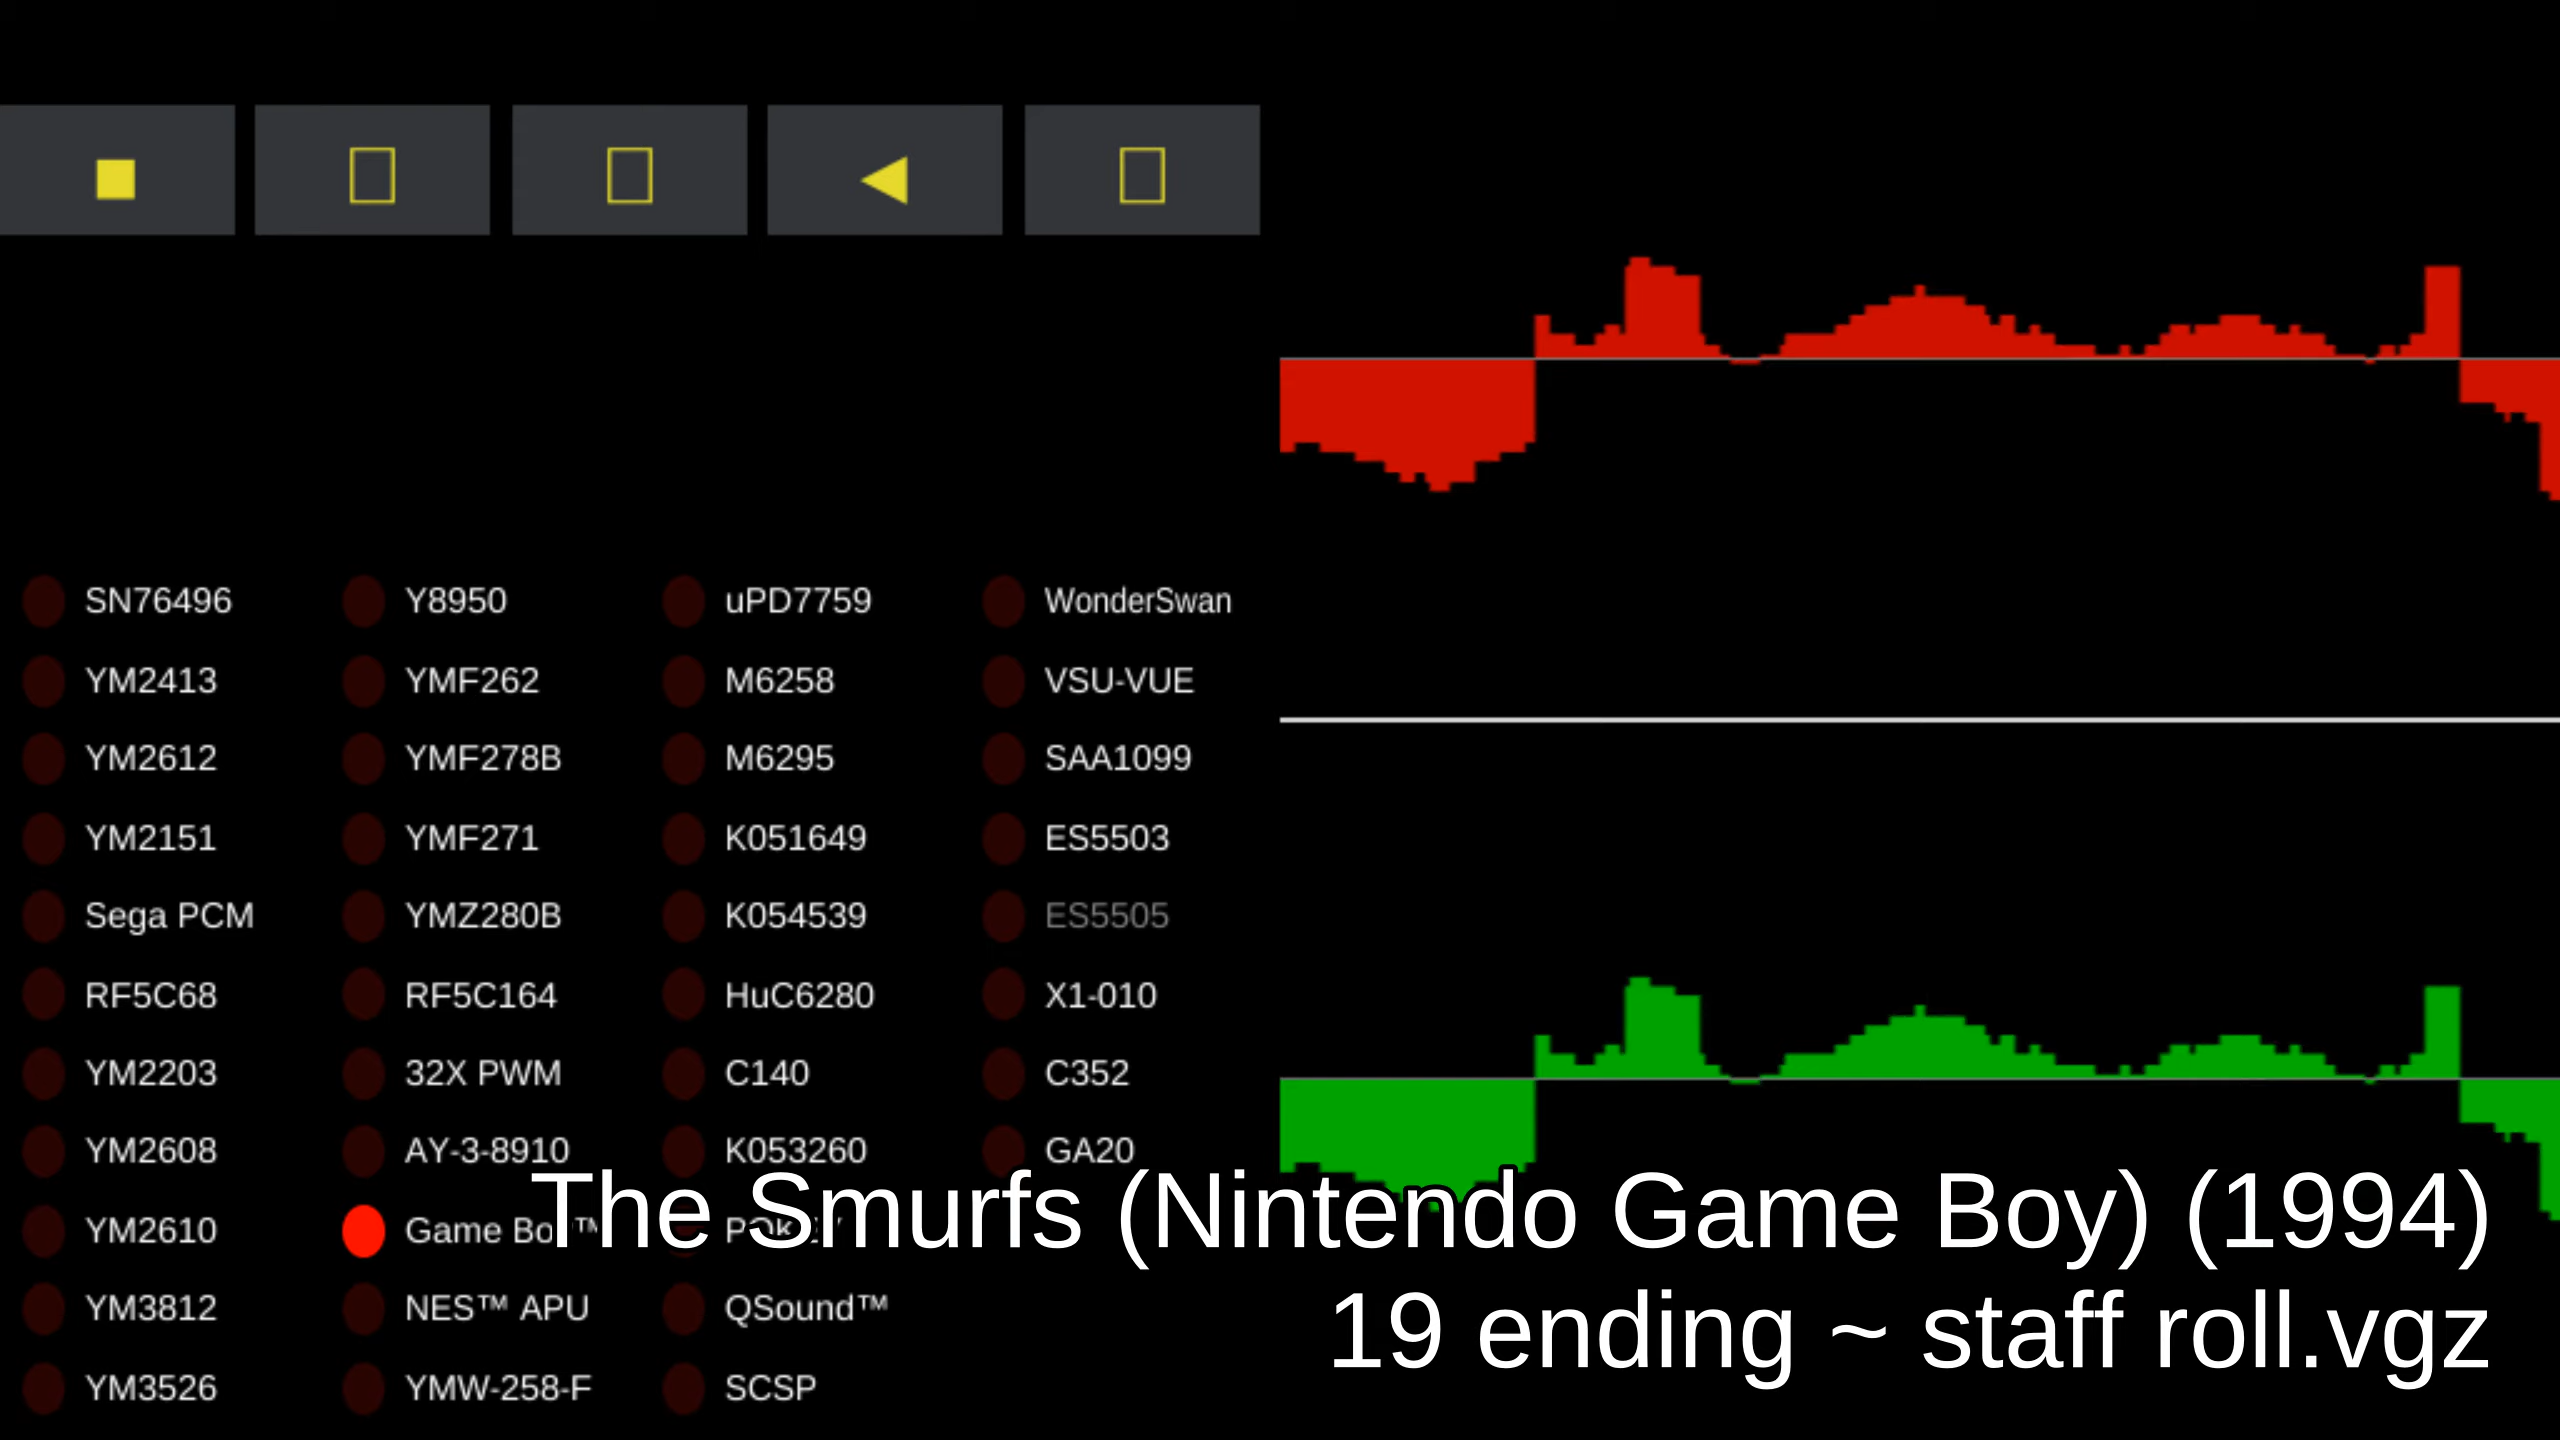 SN76496 Y8950 uPD7759 WonderSwan
YM2413 YMF262 M6258 VSU-VUE
YM2612 YMF278B M6295 SAA1099
YM2151 YMF271 K051649 ES5503
Sega PCM YMZ280B K054539 ES5505
RF5C68 RF5C164 HuC6280 X1-010
YM2203 32X PWM C140 C352
YM2608 AY-3-8910 K053260 GA20
YM2610 Game
The Smurfs (Nintendo Game Boy) (1994)
YM3812 NES™ APU QSound™
19 ending ~ staff roll.vgz
YM3526 YMW-258-F SCSP